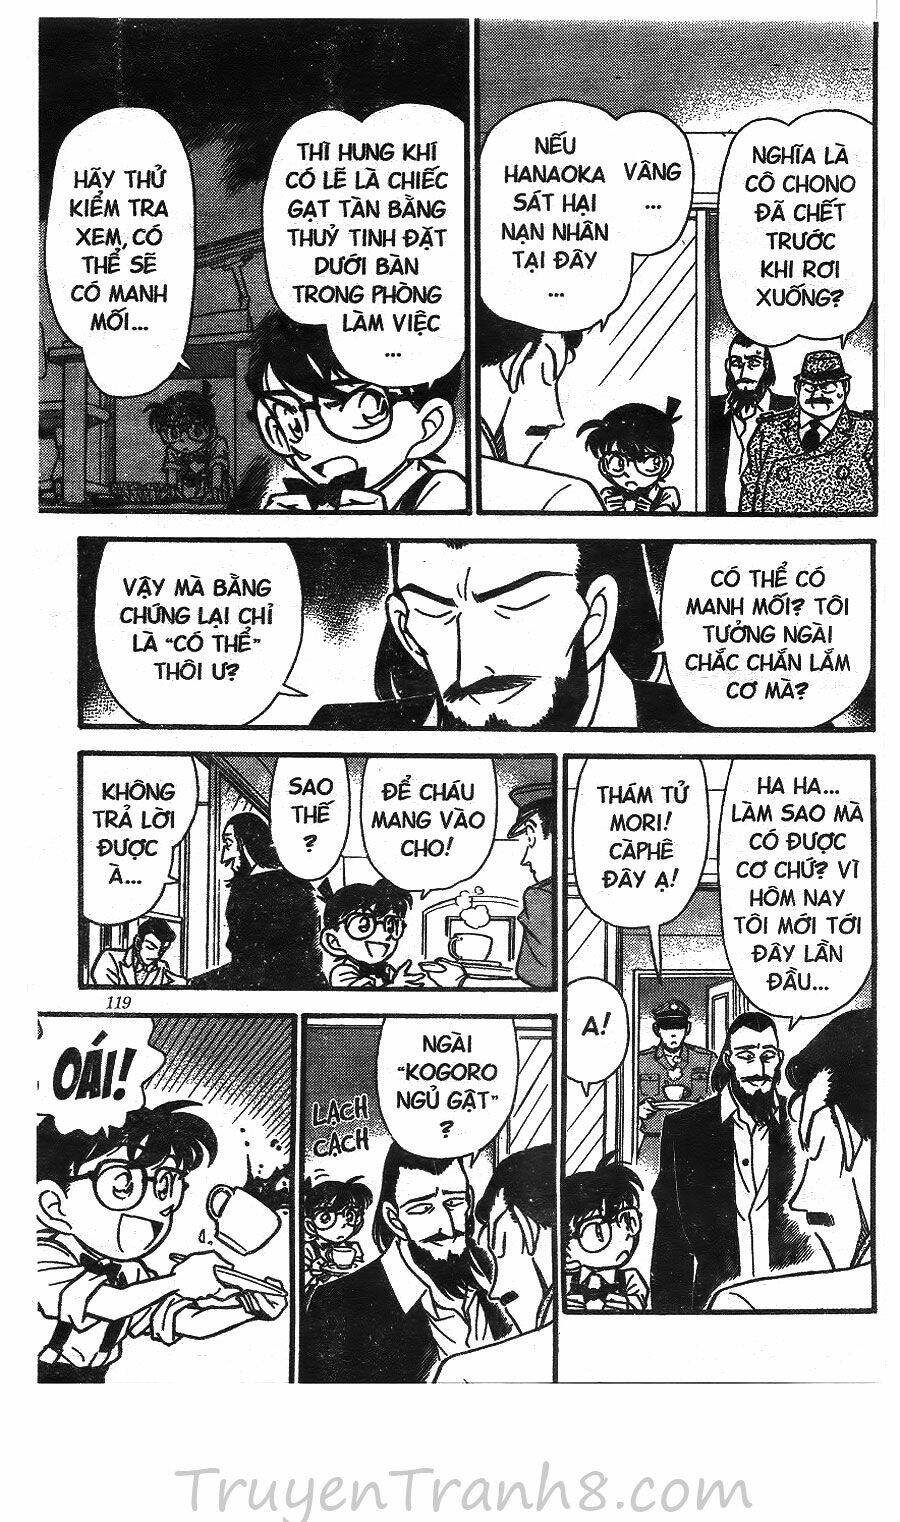 NGHĨA LÀ
CÔ CHONO
ĐÃ CHẾT
TRƯỚC
KHI RƠI
XUỐNG?
VÂNG
...
NẾU
HANAOKA
SÁT HẠI
NẠN NHÂN
TẠI ĐÂY
...
THÌ HUNG KHÍ
CÓ LẼ LÀ CHIẾC
GẠT TÀN BẰNG
THUỶ TINH ĐẶT
DƯỚI BÀN
TRONG PHÒNG
LÀM VIỆC
...
HÃY THỬ
KIỂM TRA
XEM, CÓ
THỂ SẼ
CÓ MANH
MỐI...
CÓ THỂ CÓ
MANH MỐI? TÔI
TƯỞNG NGÀI
CHẮC CHẮN LẮM
CƠ MÀ?
VẬY MÀ BẰNG
CHỨNG LẠI CHỈ
LÀ “CÓ THỂ”
THÔI Ư?
HA HA...
LÀM SAO MÀ
CÓ ĐƯỢC
CƠ CHỨ? VÌ
HÔM NAY
TÔI MỚI TỚI
ĐÂY LẦN
ĐẦU...
THÁM TỬ
MORI!
CÀPHÊ
ĐÂY Ạ!
A!
ĐỂ CHÁU
MANG VÀO
CHO!
SAO
THẾ
?
KHÔNG
TRẢ LỜI
ĐƯỢC
À...
119
NGÀI
“KOGORO
NGỦ GẬT”
?
LẠCH
CẠCH
OÁI!
TruyenTranh8.com